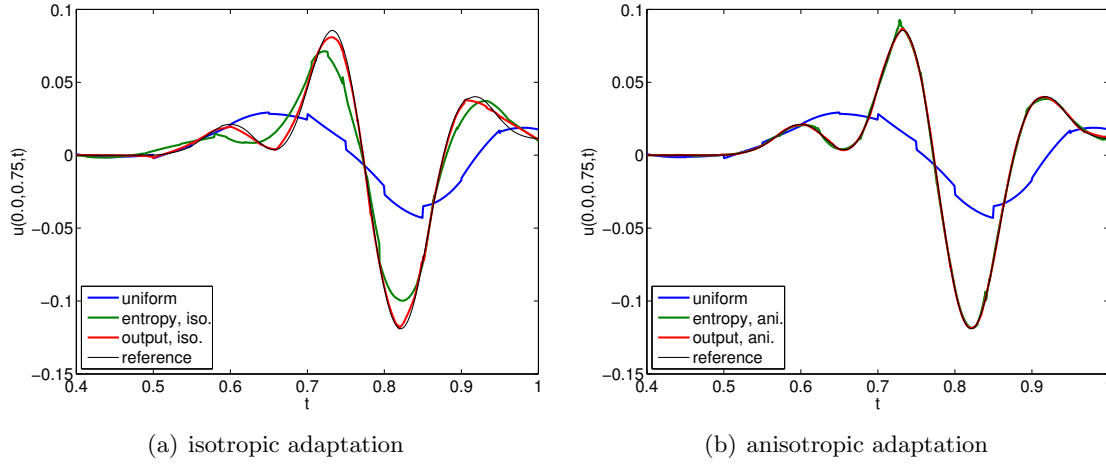 0.1
0.05
0
−0.05
−0.1
−0.15
u(0.0,0.75,t)
uniform
entropy, iso.
output, iso.
reference
0.4 0.5 0.6 0.7 0.8 0.9 1
t
(a) isotropic adaptation
0.1
0.05
0
−0.05
−0.1
−0.15
u(0.0,0.75,t)
uniform
entropy, ani.
output, ani.
reference
0.4 0.5 0.6 0.7 0.8 0.9
t
(b) anisotropic adaptation